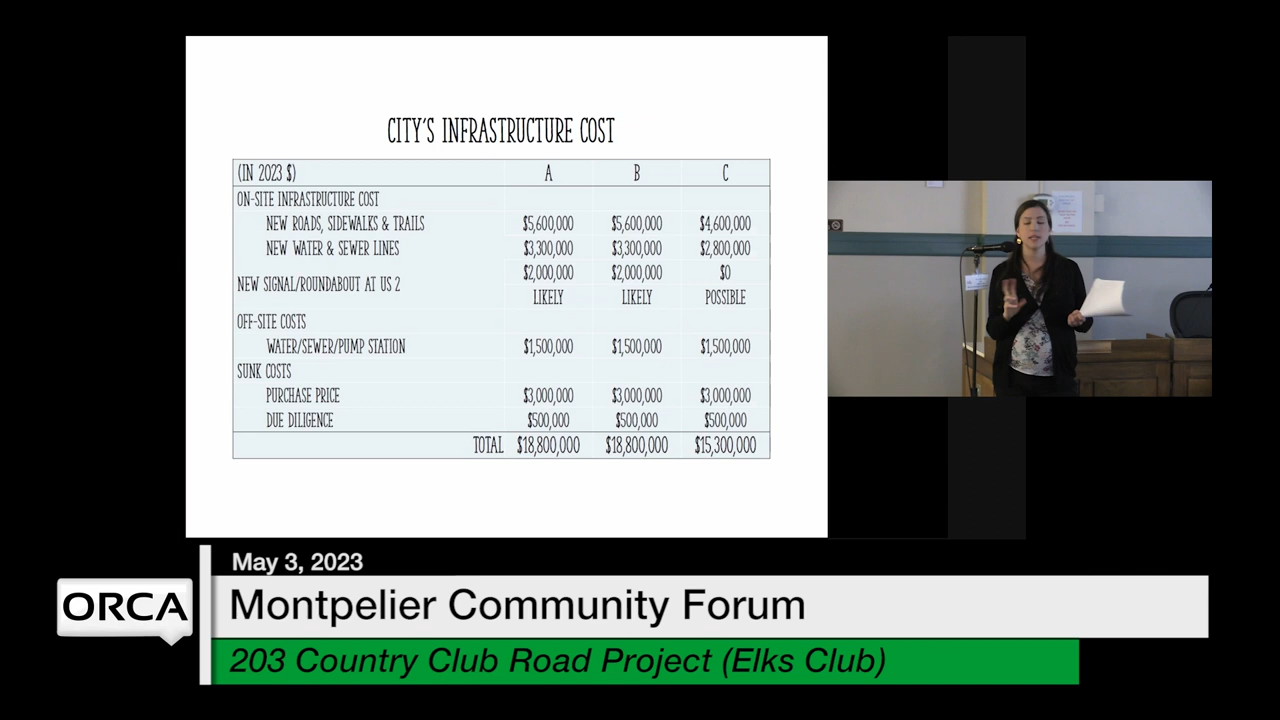 CITY'S INFRASTRUCTURE COST
(IN 2023 $) A B C
ON-SITE INFRASTRUCTURE COST
NEW ROADS, SIDEWALKS & TRAILS $5,600,000 $5,600,000 $4,600,000
NEW WATER & SEWER LINES $3,300,000 $3,300,000 $2,800,000
NEW SIGNAL/ROUNDABOUT AT US 2 $2,000,000 $2,000,000 $0
LIKELY LIKELY POSSIBLE
OFF-SITE COSTS
WATER/SEWER/PUMP STATION $1,500,000 $1,500,000 $1,500,000
SUNK COSTS
PURCHASE PRICE $3,000,000 $3,000,000 $3,000,000
DUE DILIGENCE $500,000 $500,000 $500,000
TOTAL $18,800,000 $18,800,000 $15,300,000
May 3, 2023
ORCA
Montpelier Community Forum
203 Country Club Road Project (Elks Club)